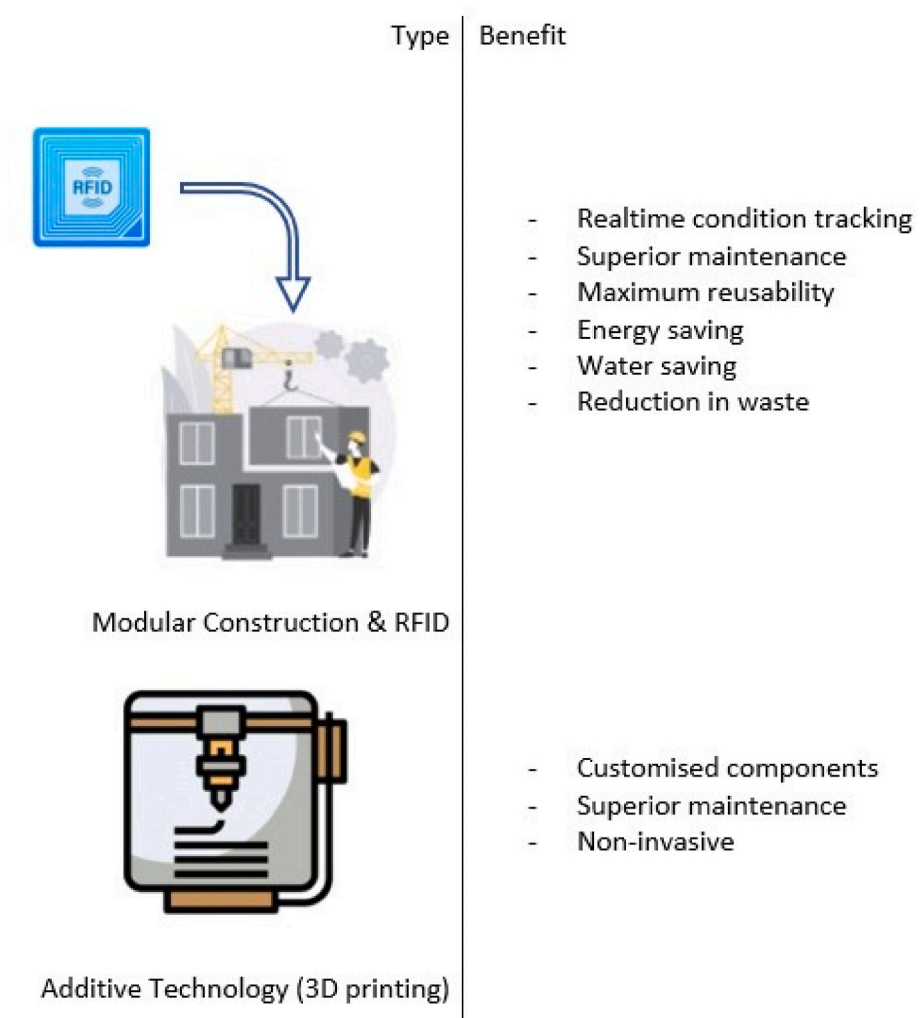 Type Benefit
RFID
- Realtime condition tracking
- Superior maintenance
- Maximum reusability
- Energy saving
- Water saving
- Reduction in waste
Modular Construction & RFID
- Customised components
- Superior maintenance
- Non-invasive
Additive Technology (3D printing)